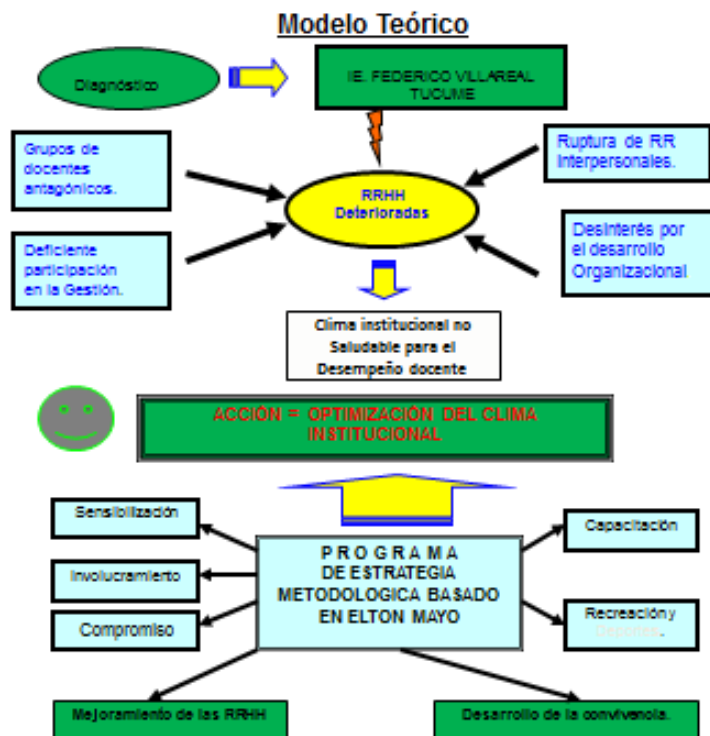 Modelo Teórico
Diagnóstico
IE. FEDERICO VILLAREAL
TUCUME
Grupos de
docentes
antagónicos.
Ruptura de RR
Interpersonales.
RRHH
Deterioradas
Deficiente
participación
en la Gestión.
Desinterés por
el desarrollo
Organizacional
Clima institucional no
Saludable para el
Desempeño docente
ACCIÓN = OPTIMIZACIÓN DEL CLIMA
INSTITUCIONAL
Sensibilización
Involucramiento
Compromiso
P R O G R A M A
DE ESTRATEGIA
METODOLOGICA BASADO
EN ELTON MAYO
Capacitación
Recreación y
Deportes.
Mejoramiento de las RRHH
Desarrollo de la convivencia.